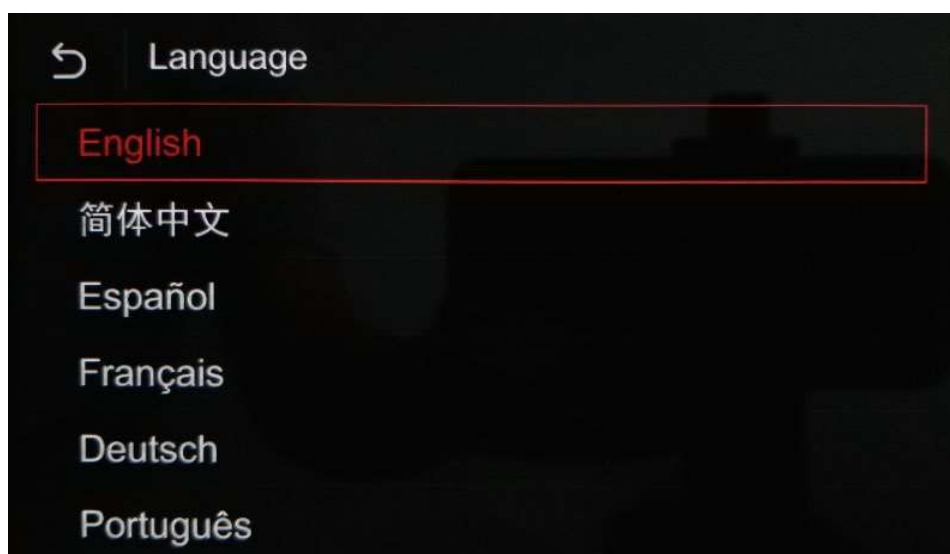 Language
English
简体中文
Español
Français
Deutsch
Português